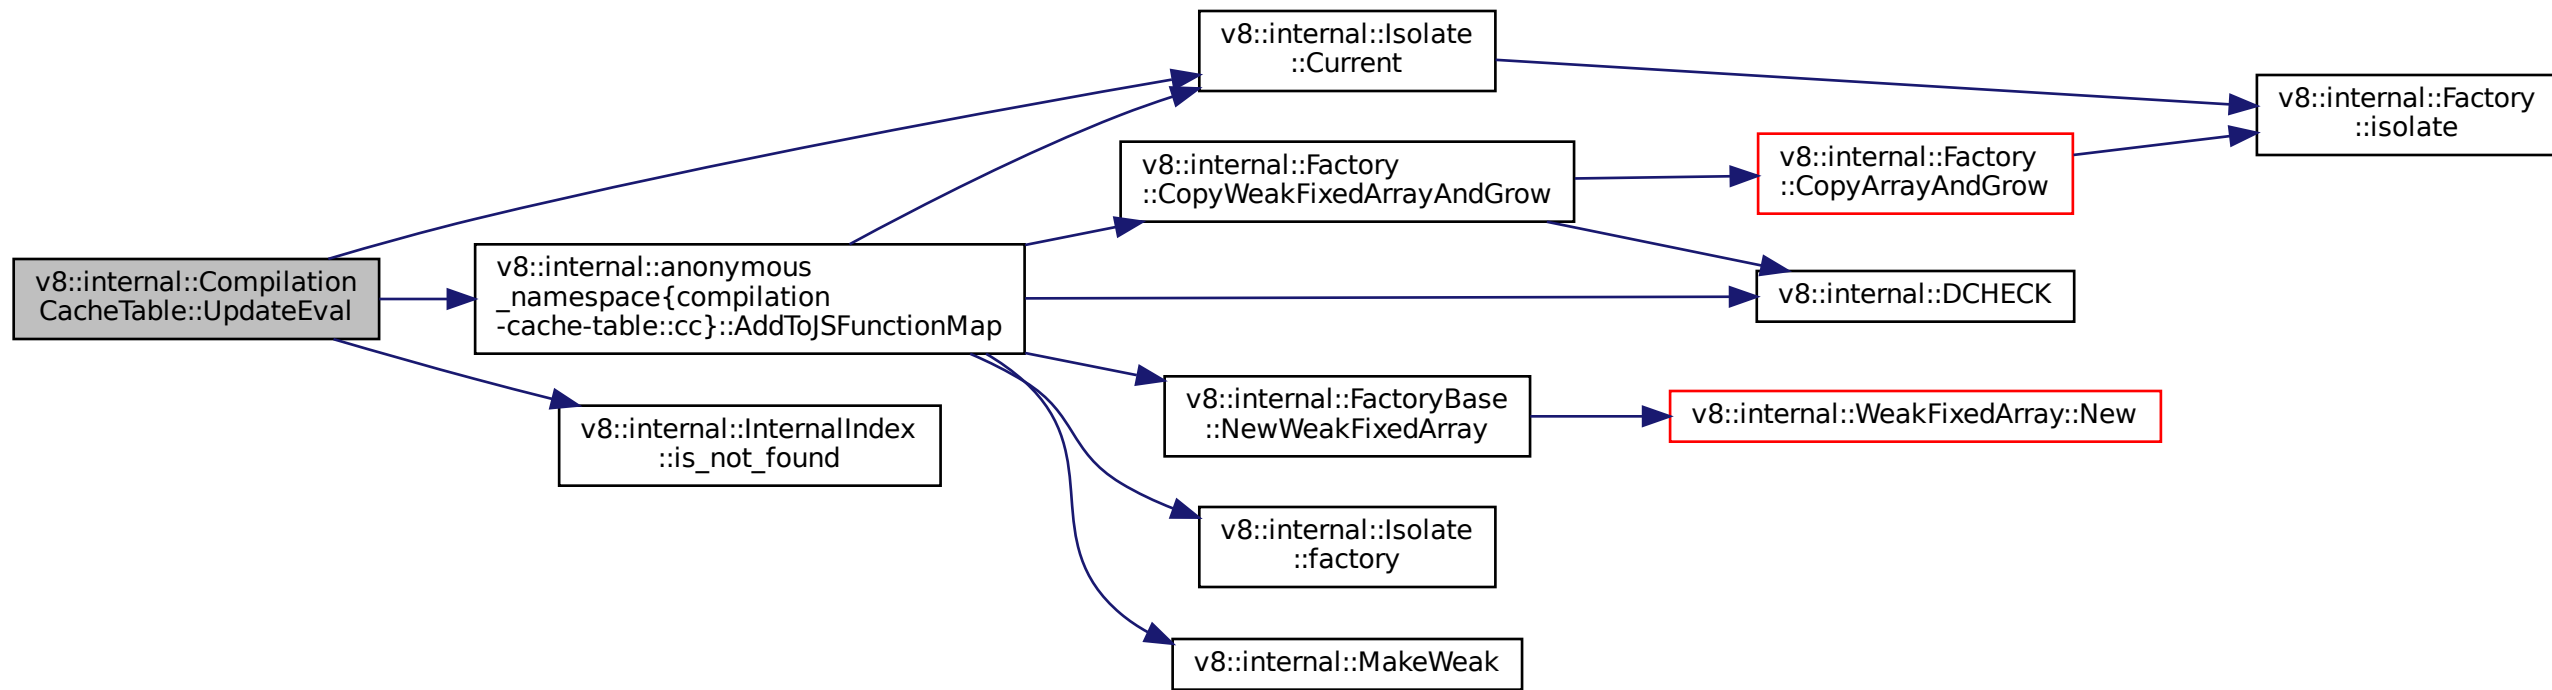 v8::internal::Compilation
CacheTable::UpdateEval
v8::internal::anonymous
_namespace{compilation
-cache-table::cc}::AddToJSFunctionMap
v8::internal::InternalIndex
::is_not_found
v8::internal::Isolate
::Current
v8::internal::Factory
::CopyWeakFixedArrayAndGrow
v8::internal::FactoryBase
::NewWeakFixedArray
v8::internal::Isolate
::factory
v8::internal::MakeWeak
v8::internal::Factory
::CopyArrayAndGrow
v8::internal::DCHECK
v8::internal::WeakFixedArray::New
v8::internal::Factory
::isolate